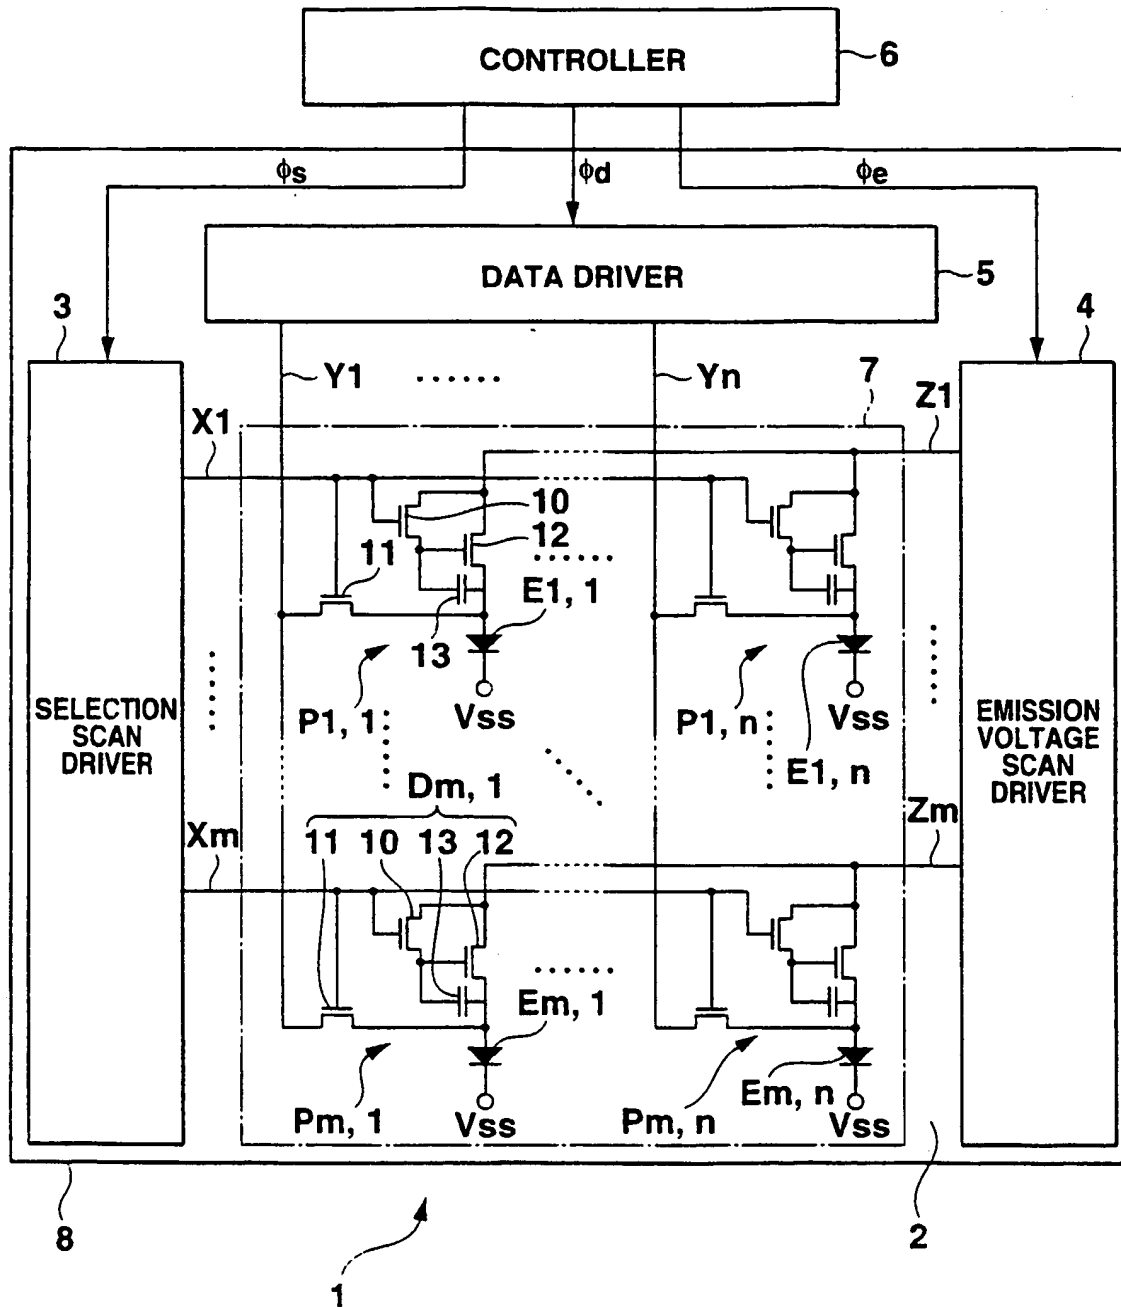 CONTROLLER
6
ϕs
ϕd
ϕe
DATA DRIVER
5
3
4
Y1
Yn
7
Z1
X1
10
12
11
E1, 1
13
Vss
P1, 1
P1, n
Vss
E1, n
SELECTION
SCAN
DRIVER
EMISSION
VOLTAGE
SCAN
DRIVER
Dm, 1
Xm
11
10
13
12
Zm
Em, 1
Em, n
Pm, 1
Vss
Pm, n
Vss
8
2
1